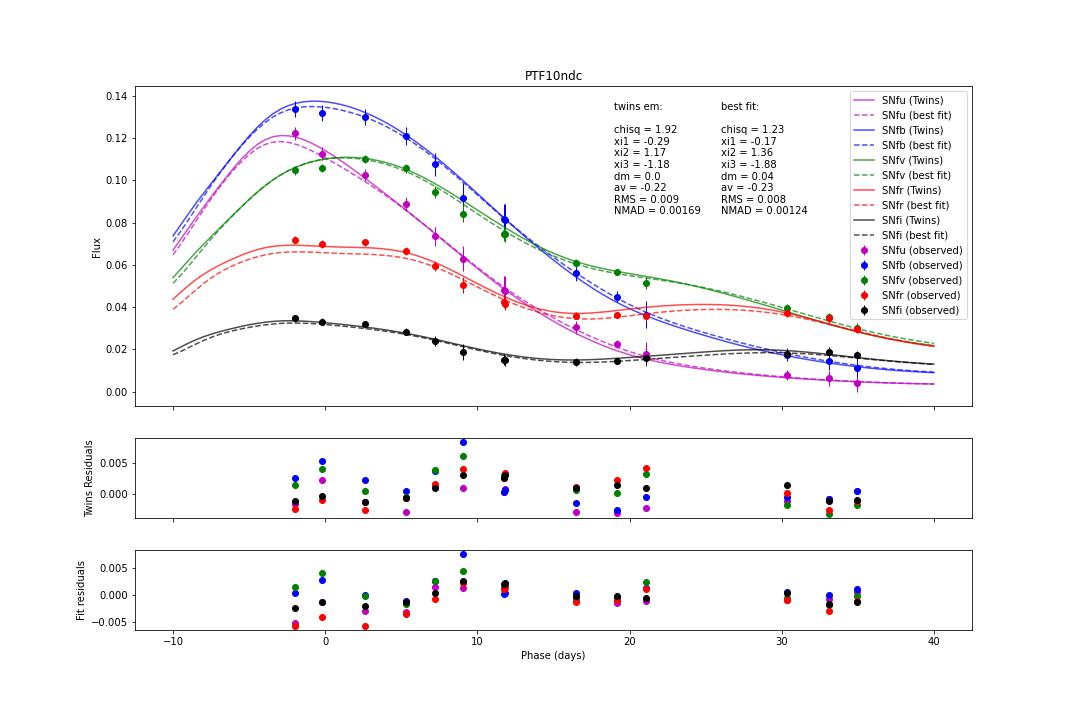 PTF10ndc
Flux
0.14
0.12
0.10
0.08
0.06
0.04
0.02
0.00
twins em:
chisq = 1.92
xi1 = -0.29
xi2 = 1.17
xi3 = -1.18
dm = 0.0
av = -0.22
RMS = 0.009
NMAD = 0.00169
best fit:
chisq = 1.23
xi1 = -0.17
xi2 = 1.36
xi3 = -1.88
dm = 0.04
av = -0.23
RMS = 0.008
NMAD = 0.00124
SNfu (Twins)
SNfu (best fit)
SNfb (Twins)
SNfb (best fit)
SNfv (Twins)
SNfv (best fit)
SNfr (Twins)
SNfr (best fit)
SNfi (Twins)
SNfi (best fit)
SNfu (observed)
SNfb (observed)
SNfv (observed)
SNfr (observed)
SNfi (observed)
Twins Residuals
0.005
0.000
Fit residuals
0.005
0.000
−0.005
−10
0
10
20
30
40
Phase (days)